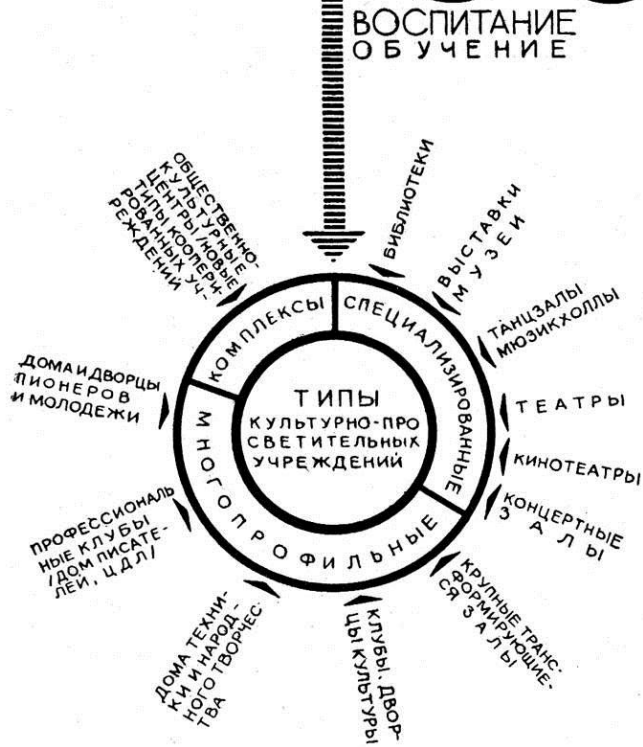 ВОСПИТАНИЕ
ОБУЧЕНИЕ
ОБЩЕСТВЕННО-
КУЛЬТУРНЫЕ
ЦЕНТРЫ /НОВЫЕ
ТИПЫ КООПЕРИ-
РОВАННЫХ УЧ-
РЕЖДЕНИЙ
БИБЛИОТЕКИ
ВЫСТАВКИ
МУЗЕИ
ТАНЦЗАЛЫ
МЮЗИКХОЛЛЫ
ТЕАТРЫ
КИНОТЕАТРЫ
КОНЦЕРТНЫЕ
ЗАЛЫ
КРУПНЫЕ ТРАНС-
ФОРМИРУЮЩИЕ-
СЯ ЗАЛЫ
КЛУБЫ, ДВОР-
ЦЫ КУЛЬТУРЫ
ДОМА ТЕХНИ-
КИ И НАРОД-
НОГО ТВОРЧЕС-
ТВА
ПРОФЕССИОНАЛЬ
НЫЕ КЛУБЫ
/ДОМ ПИСАТЕ-
ЛЕЙ, ЦДЛ/
ДОМА И ДВОРЦЫ
ПИОНЕРОВ
И МОЛОДЕЖИ
КОМПЛЕКСЫ
СПЕЦИАЛИЗИРОВАННЫЕ
МНОГОПРОФИЛЬНЫЕ
ТИПЫ
КУЛЬТУРНО-ПРО
СВЕТИТЕЛЬНЫХ
УЧРЕЖДЕНИЙ